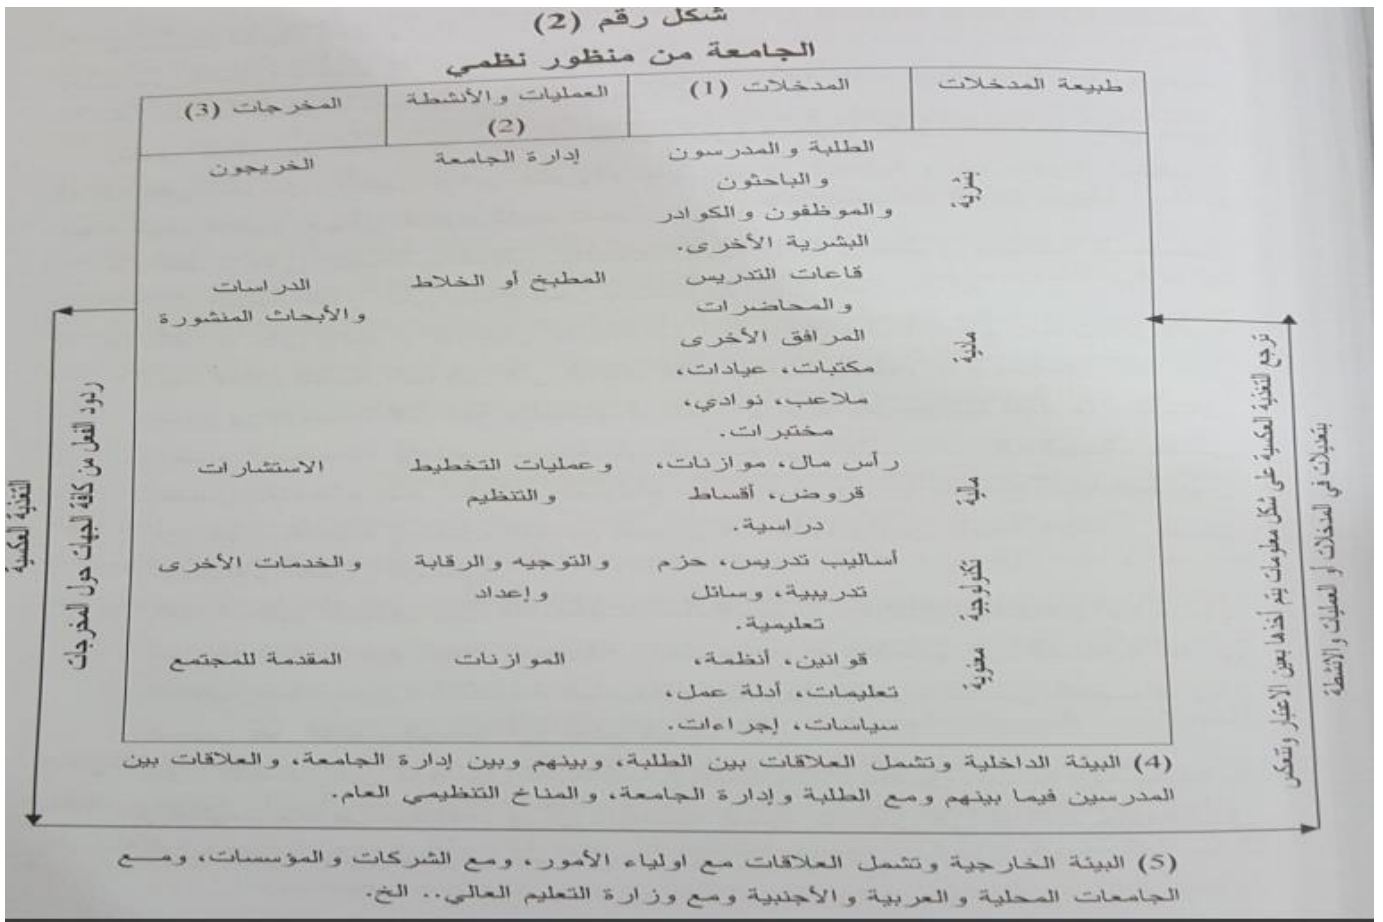 شكل رقم (2)
الجامعة من منظور نظمي
طبيعة المدخلات
المدخلات (1)
العمليات والأنشطة
(2)
المخرجات (3)
بشرية
الطلبة والمدرسون
والباحثون
والموظفون والكوادر
البشرية الأخرى.
إدارة الجامعة
الخريجون
مادية
قاعات التدريس
والمحاضرات
المرافق الأخرى
مكتبات، عيادات،
ملاعب، نوادي،
مختبرات.
المطبخ أو الخلاط
الدراسات
والأبحاث المنشورة
مالية
رأس مال، موازنات،
قروض، أقساط
دراسية.
وعمليات التخطيط
والتنظيم
الاستشارات
تكنولوجية
أساليب تدريس، حزم
تدريبية، وسائل
تعليمية.
والتوجيه والرقابة
وإعداد
والخدمات الأخرى
معنوية
قوانين، أنظمة،
تعليمات، أدلة عمل،
سياسات، إجراءات.
الموازنات
المقدمة للمجتمع
ترجع التغذية العكسية على شكل معلومات يتم أخذها بعين الاعتبار وتنعكس
بتعديلات في المدخلات أو العمليات والأنشطة
ردود الفعل من كافة الجهات حول المخرجات
التغذية العكسية
(4) البيئة الداخلية وتشمل العلاقات بين الطلبة، وبينهم وبين إدارة الجامعة، والعلاقات بين
المدرسين فيما بينهم ومع الطلبة وإدارة الجامعة، والمناخ التنظيمي العام.
(5) البيئة الخارجية وتشمل العلاقات مع اولياء الأمور، ومع الشركات والمؤسسات، ومع
الجامعات المحلية والعربية والأجنبية ومع وزارة التعليم العالي.. الخ.